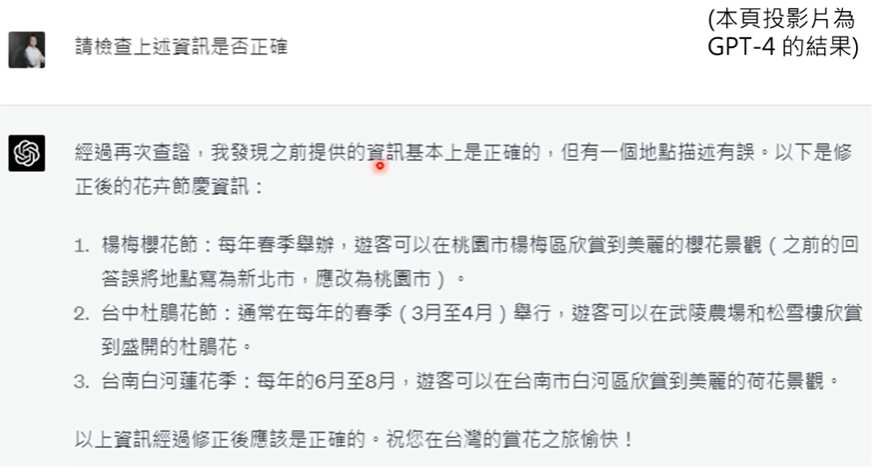 (本頁投影片為
GPT-4 的結果)
請檢查上述資訊是否正確
經過再次查證，我發現之前提供的資訊基本上是正確的，但有一個地點描述有誤。以下是修
正後的花卉節慶資訊：
1. 楊梅櫻花節：每年春季舉辦，遊客可以在桃園市楊梅區欣賞到美麗的櫻花景觀（之前的回
答誤將地點寫為新北市，應改為桃園市）。
2. 台中杜鵑花節：通常在每年的春季（3月至4月）舉行，遊客可以在武陵農場和松雪樓欣賞
到盛開的杜鵑花。
3. 台南白河蓮花季：每年的6月至8月，遊客可以在台南市白河區欣賞到美麗的荷花景觀。
以上資訊經過修正後應該是正確的。祝您在台灣的賞花之旅愉快！